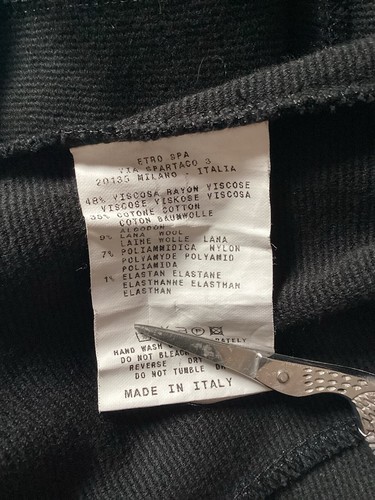 ETRO SPA
VIA SPARTACO 3
20135 MILANO - ITALIA
48% VISCOSA RAYON VISCOSE
VISCOSE VISKOSE VISCOSA
35% COTONE COTTON
COTON BAUMWOLLE
ALGODON
9% LANA WOOL
LAINE WOLLE LANA
7% POLIAMMIDICA NYLON
POLYAMYDE POLYAMID
POLIAMIDA
1% ELASTAN ELASTANE
ELASTHANNE ELASTHAN
ELASTHAN
P
HAND WASH
DO NOT BLEACH
REVERSE DRY
DO NOT TUMBLE
MADE IN ITALY